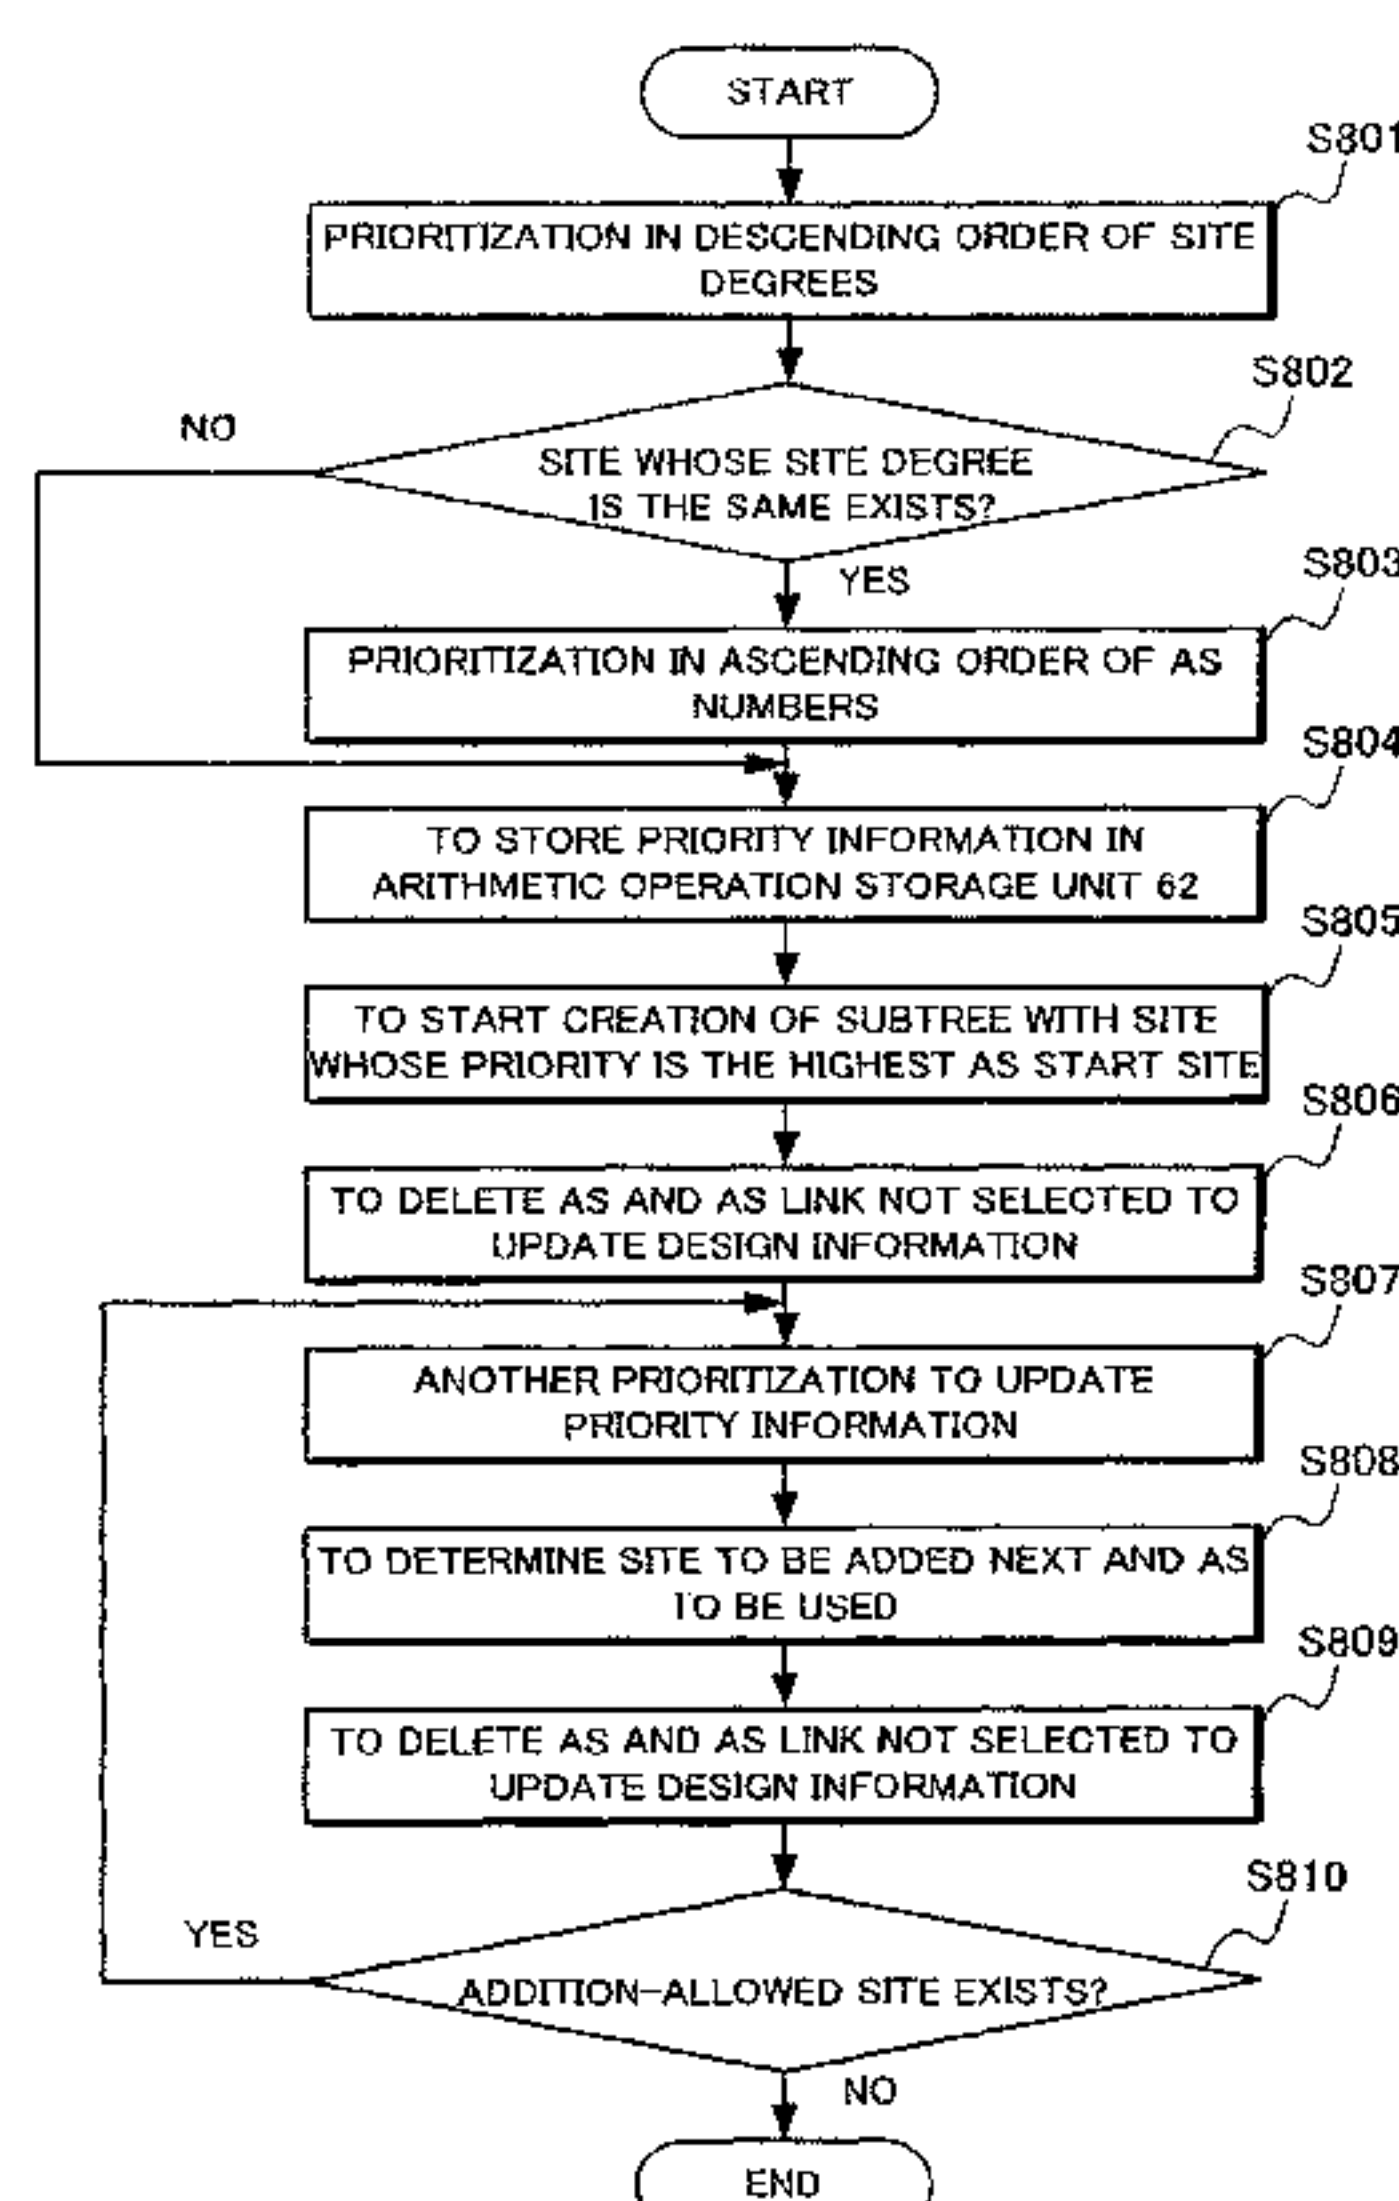 START
S801
PRIORITIZATION IN DESCENDING ORDER OF SITE
DEGREES
S802
NO
SITE WHOSE SITE DEGREE
IS THE SAME EXISTS?
YES
S803
PRIORITIZATION IN ASCENDING ORDER OF AS
NUMBERS
S804
TO STORE PRIORITY INFORMATION IN
ARITHMETIC OPERATION STORAGE UNIT 62
S805
TO START CREATION OF SUBTREE WITH SITE
WHOSE PRIORITY IS THE HIGHEST AS START SITE
S806
TO DELETE AS AND AS LINK NOT SELECTED TO
UPDATE DESIGN INFORMATION
S807
ANOTHER PRIORITIZATION TO UPDATE
PRIORITY INFORMATION
S808
TO DETERMINE SITE TO BE ADDED NEXT AND AS
TO BE USED
S809
TO DELETE AS AND AS LINK NOT SELECTED TO
UPDATE DESIGN INFORMATION
S810
YES
ADDITION-ALLOWED SITE EXISTS?
NO
END